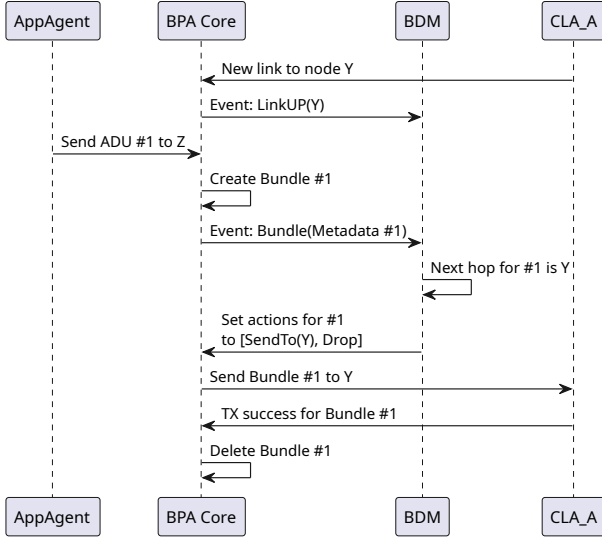 AppAgent
BPA Core
BDM
CLA_A
New link to node Y
Event: LinkUP(Y)
Send ADU #1 to Z
Create Bundle #1
Event: Bundle(Metadata #1)
Next hop for #1 is Y
Set actions for #1
to [SendTo(Y), Drop]
Send Bundle #1 to Y
TX success for Bundle #1
Delete Bundle #1
AppAgent
BPA Core
BDM
CLA_A